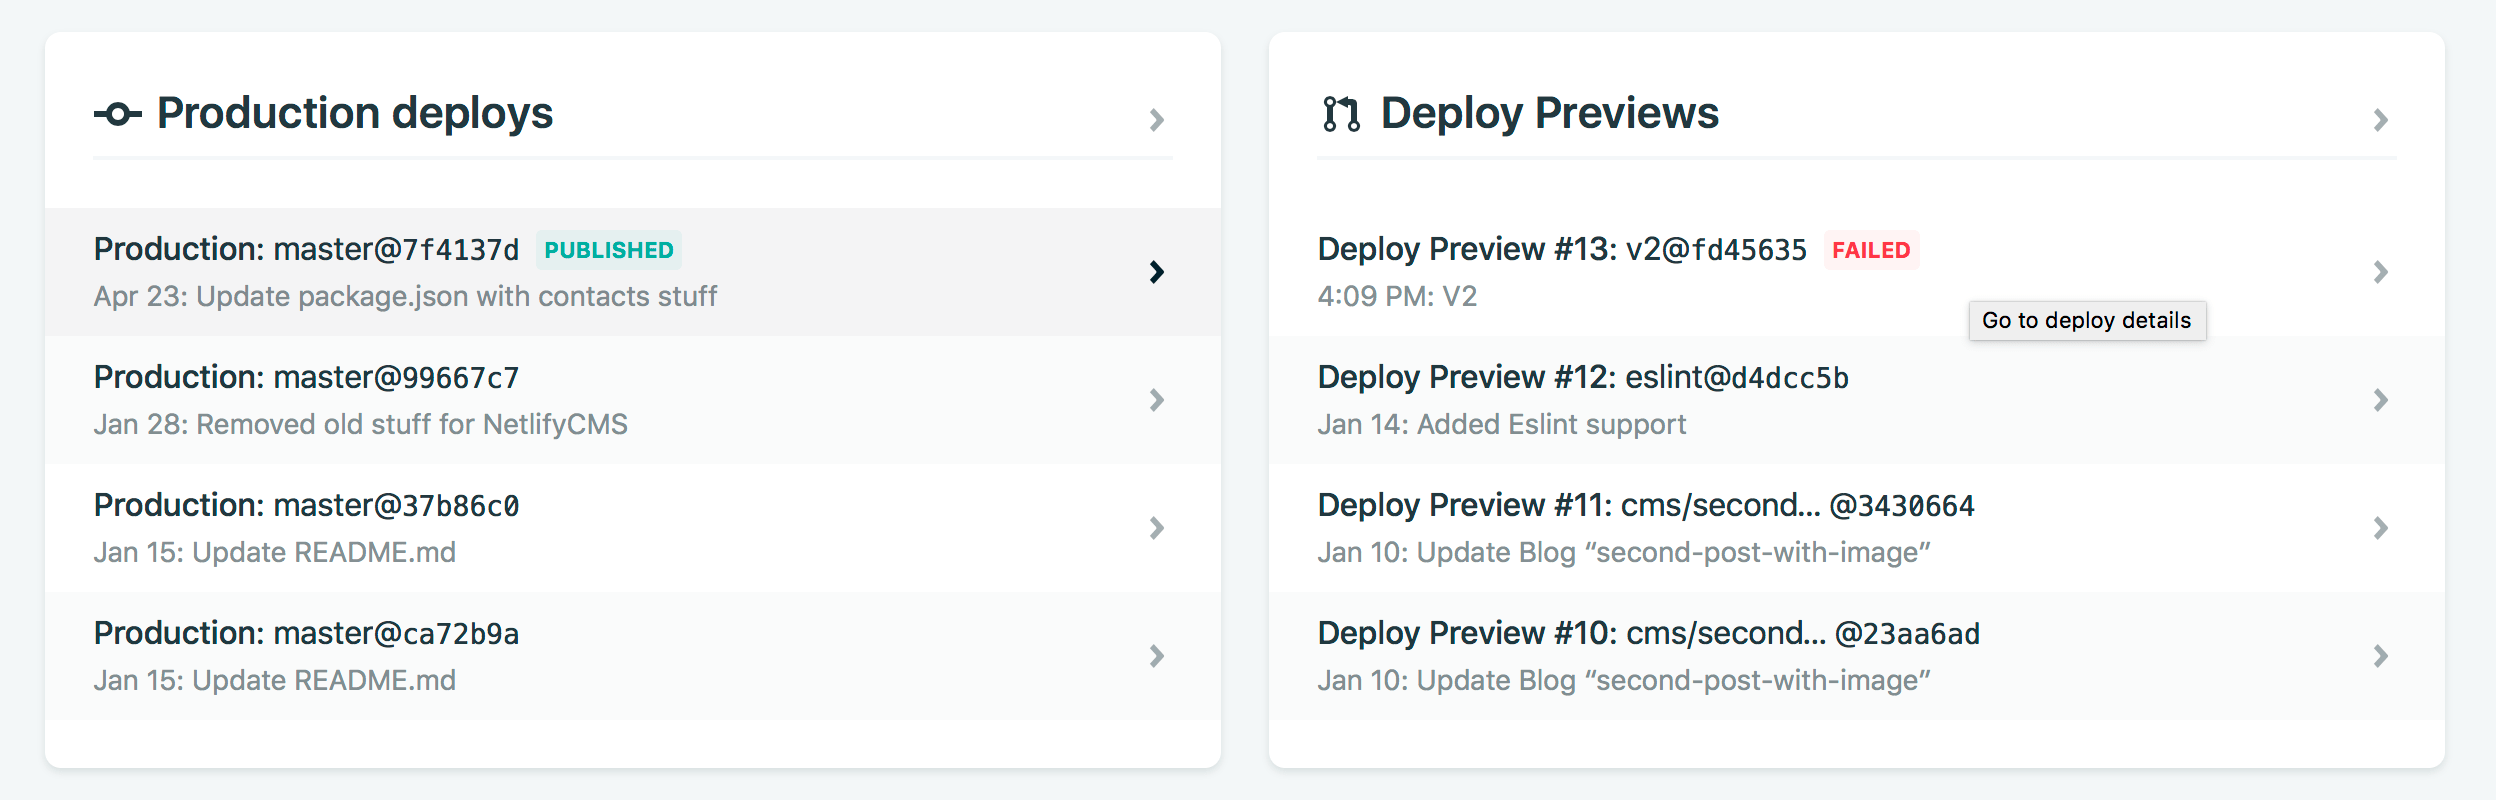 Production deploys
Production: master@7f4137d PUBLISHED
Apr 23: Update package.json with contacts stuff
Production: master@99667c7
Jan 28: Removed old stuff for NetlifyCMS
Production: master@37b86c0
Jan 15: Update README.md
Production: master@ca72b9a
Jan 15: Update README.md
Deploy Previews
Deploy Preview #13: v2@fd45635 FAILED
4:09 PM: V2
Go to deploy details
Deploy Preview #12: eslint@d4dcc5b
Jan 14: Added Eslint support
Deploy Preview #11: cms/second... @3430664
Jan 10: Update Blog “second-post-with-image”
Deploy Preview #10: cms/second... @23aa6ad
Jan 10: Update Blog “second-post-with-image”